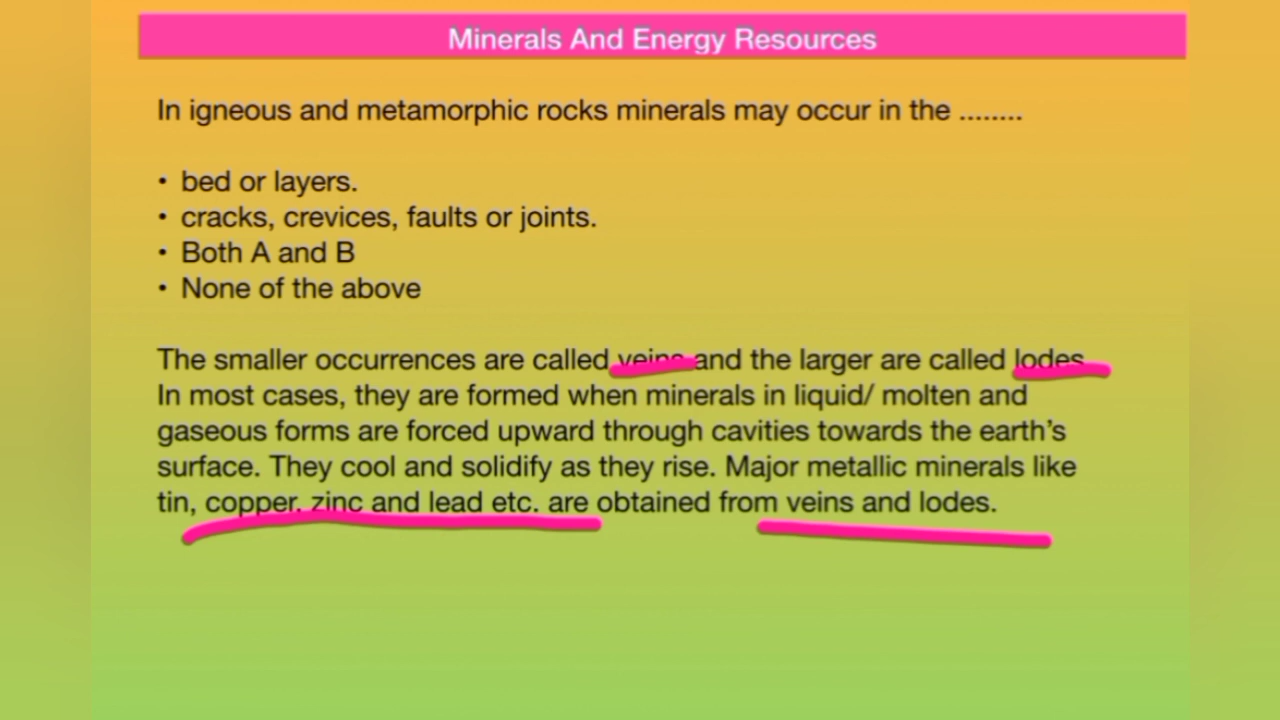 Minerals And Energy Resources
In igneous and metamorphic rocks minerals may occur in the ........
• bed or layers.
• cracks, crevices, faults or joints.
• Both A and B
• None of the above
The smaller occurrences are called veins and the larger are called lodes.
In most cases, they are formed when minerals in liquid/ molten and
gaseous forms are forced upward through cavities towards the earth’s
surface. They cool and solidify as they rise. Major metallic minerals like
tin, copper, zinc and lead etc. are obtained from veins and lodes.